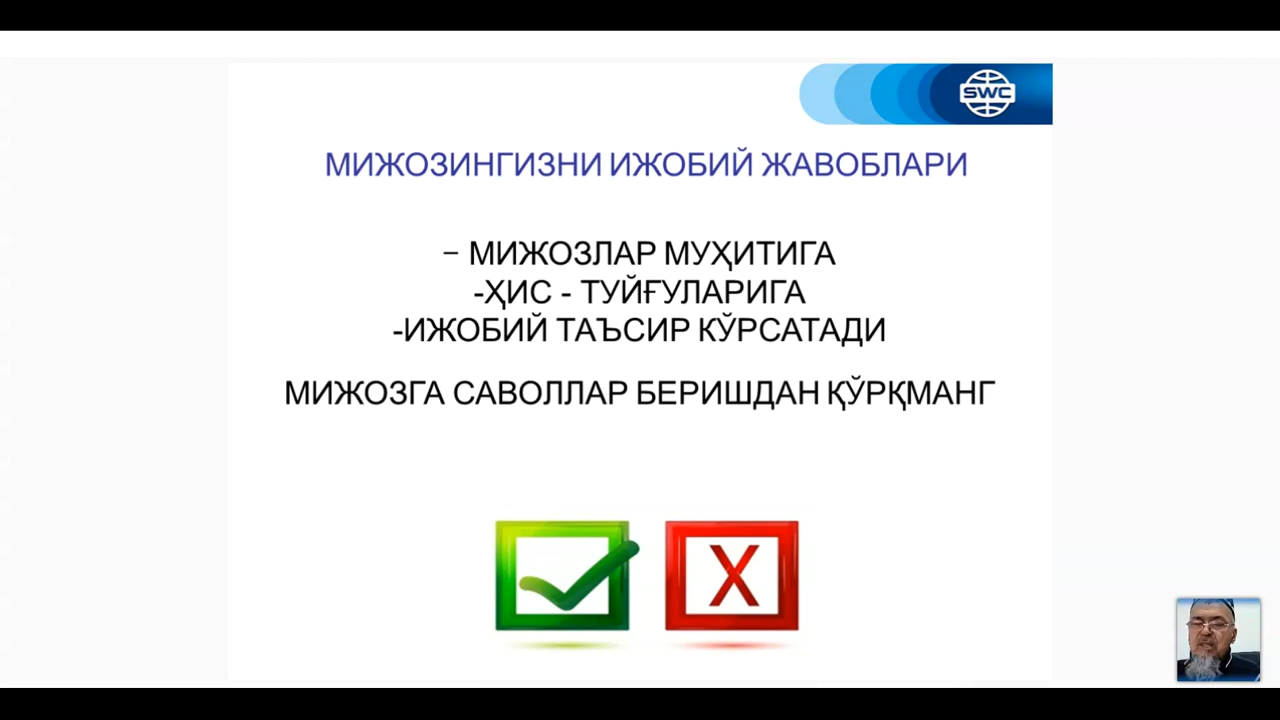 SWC
МИЖОЗИНГИЗНИ ИЖОБИЙ ЖАВОБЛАРИ
– МИЖОЗЛАР МУҲИТИГА
-ҲИС - ТУЙҒУЛАРИГА
-ИЖОБИЙ ТАЪСИР КЎРСАТАДИ
МИЖОЗГА САВОЛЛАР БЕРИШДАН ҚЎРҚМАНГ
X